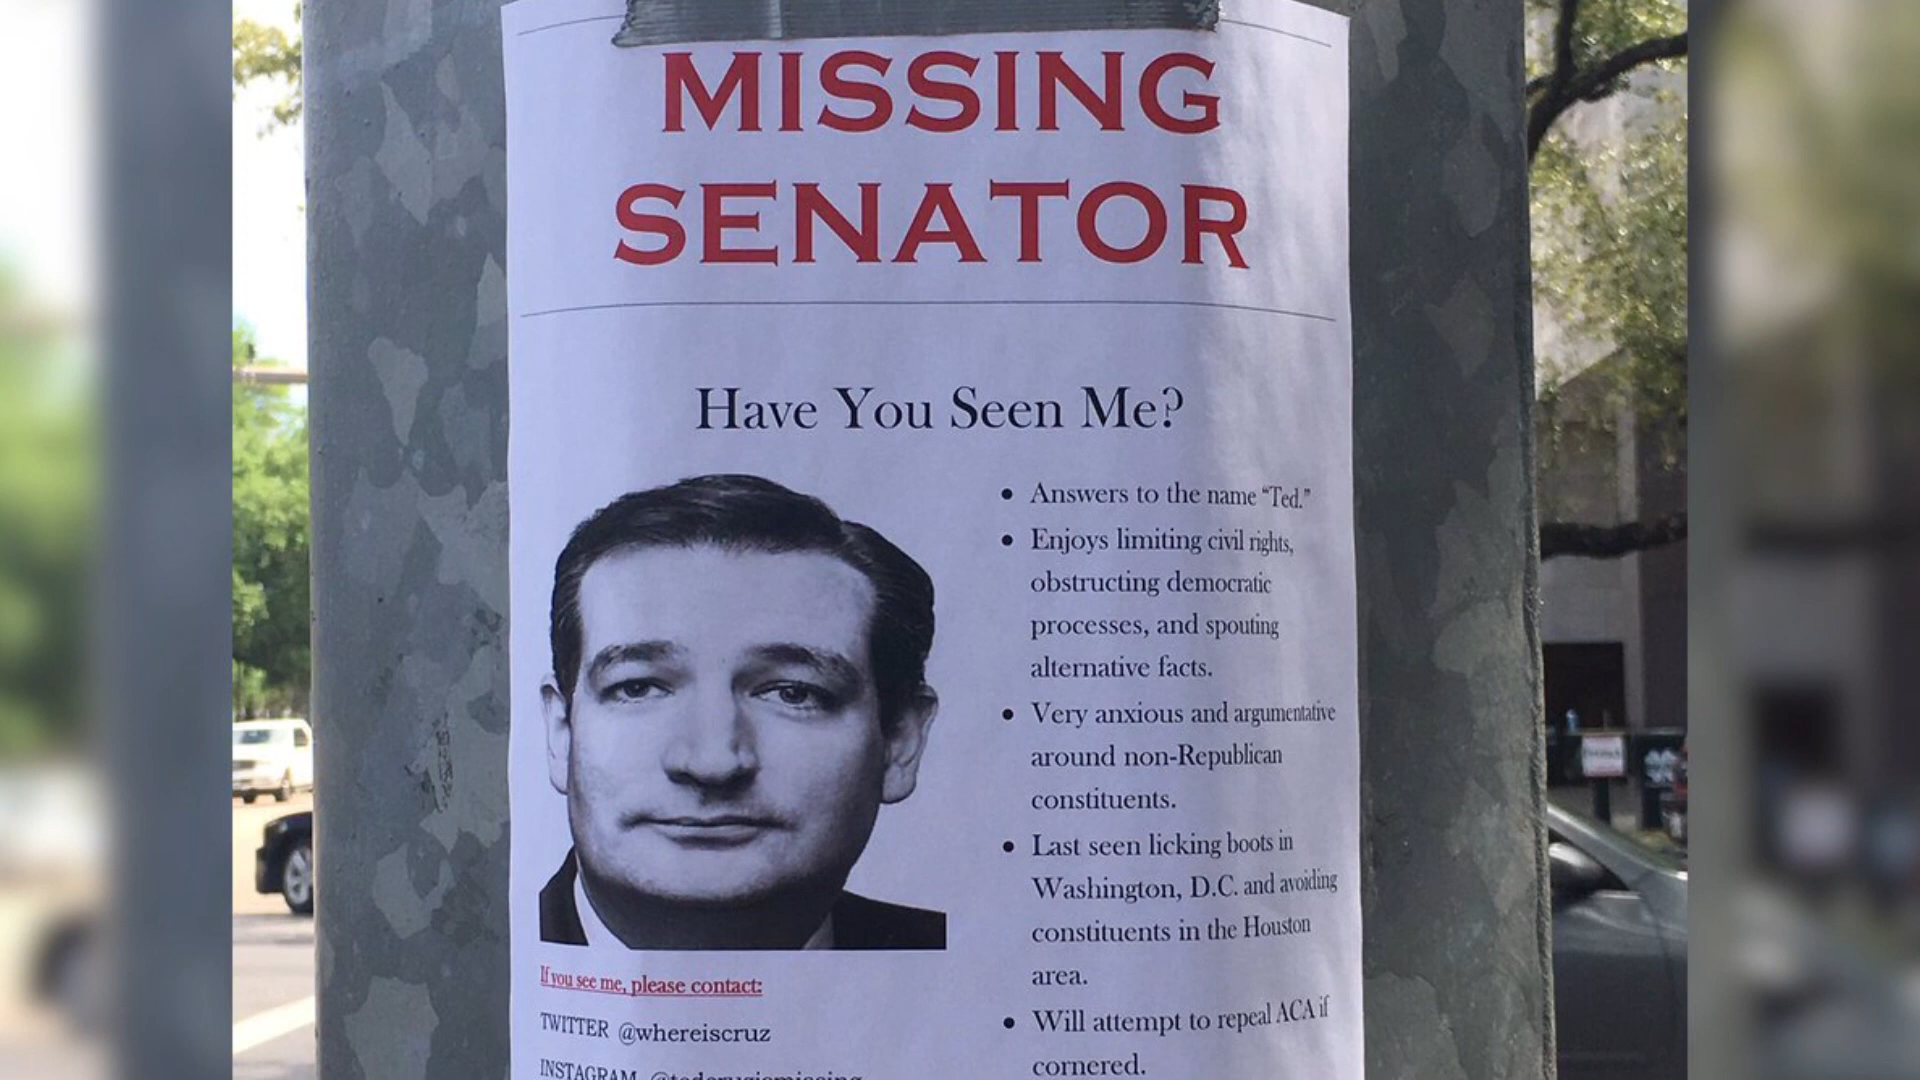 MISSING
SENATOR
Have You Seen Me?
• Answers to the name “Ted.”
• Enjoys limiting civil rights,
obstructing democratic
processes, and spouting
alternative facts.
• Very anxious and argumentative
around non-Republican
constituents.
• Last seen licking boots in
Washington, D.C. and avoiding
constituents in the Houston
area.
• Will attempt to repeal ACA if
cornered.
If you see me, please contact:
TWITTER @whereiscruz
INSTAGRAM @tedcruzismissing